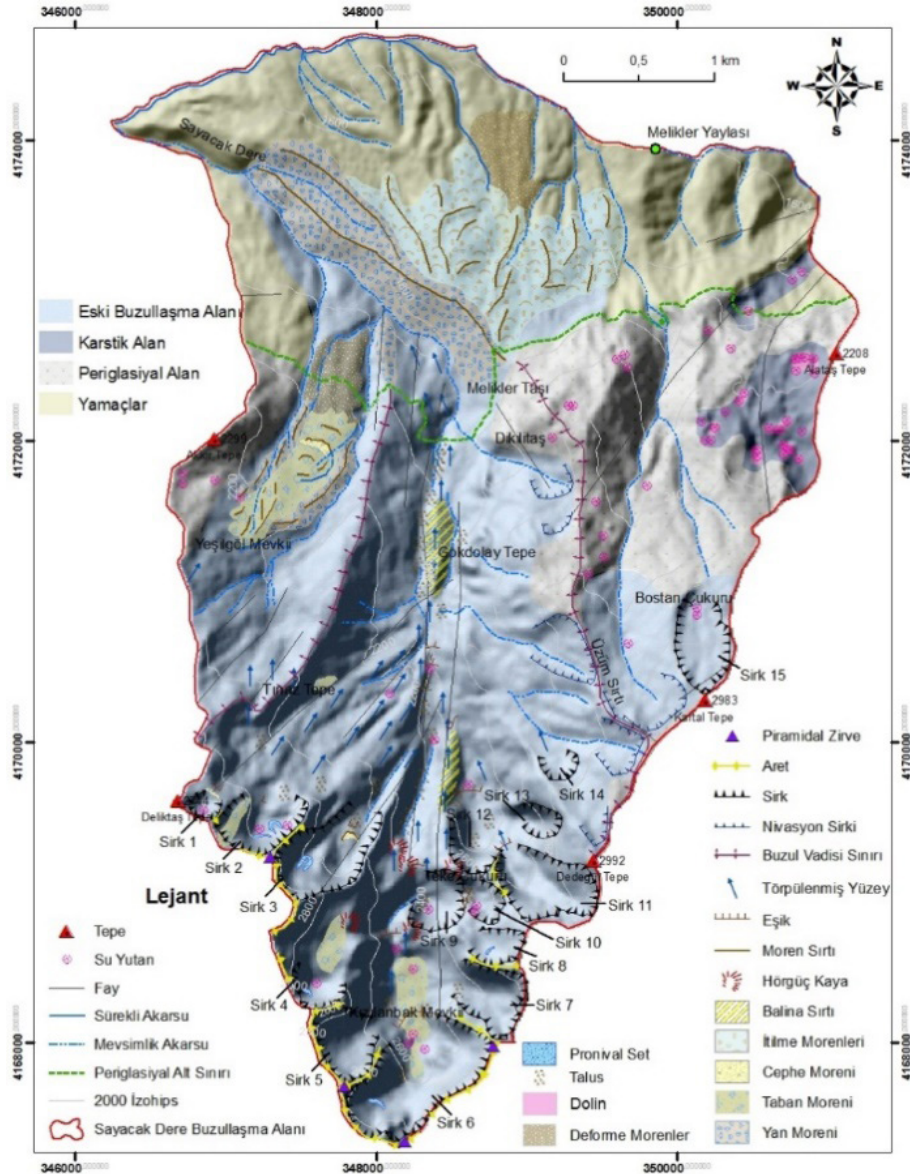 346000
348000
350000
N
W
E
S
0
0,5
1 km
4174000
4174000
Melikler Yaylası
Sayacak Dere
Eski Buzullaşma Alanı
Karstik Alan
Periglasiyal Alan
Yamaçlar
2208
Melikler Taşı
Dikilitaş
4172000
4172000
Yeşilgöl Mevkii
Gökdolay Tepe
Bostan Çukuru
Üzüm Sırtı
Sirk 15
2983
Kartal Tepe
4170000
4170000
Piramidal Zirve
Aret
Sirk
Nivasyon Sirki
Buzul Vadisi Sınırı
Törpülenmiş Yüzey
Eşik
Moren Sırtı
Hörgüç Kaya
Balina Sırtı
İtilme Morenleri
Cephe Moreni
Taban Moreni
Yan Moreni
Sirk 14
Sirk 13
12
Sirk 1
Sirk 2
Sirk 3
2992
Dedegöl Tepe
Sirk 11
Sirk 10
Sirk 9
Sirk 8
Sirk 7
Sirk 4
Sirk 5
Sirk 6
2800
Lejant
Tepe
Su Yutan
Fay
Sürekli Akarsu
Mevsimlik Akarsu
Periglasiyal Alt Sınırı
2000 İzohips
Sayacak Dere Buzullaşma Alanı
Pronival Set
Talus
Dolin
Deforme Morenler
4168000
4168000
346000
348000
350000